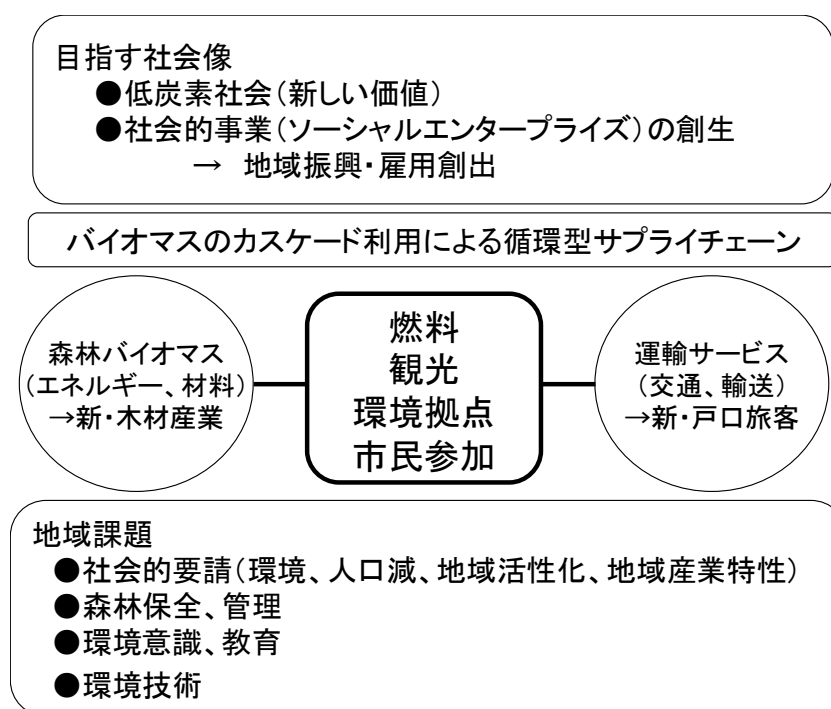 目指す社会像
●低炭素社会(新しい価値)
●社会的事業(ソーシャルエンタープライズ)の創生
→ 地域振興・雇用創出
バイオマスのカスケード利用による循環型サプライチェーン
森林バイオマス
(エネルギー、材料)
→新・木材産業
燃料
観光
環境拠点
市民参加
運輸サービス
(交通、輸送)
→新・戸口旅客
地域課題
●社会的要請(環境、人口減、地域活性化、地域産業特性)
●森林保全、管理
●環境意識、教育
●環境技術